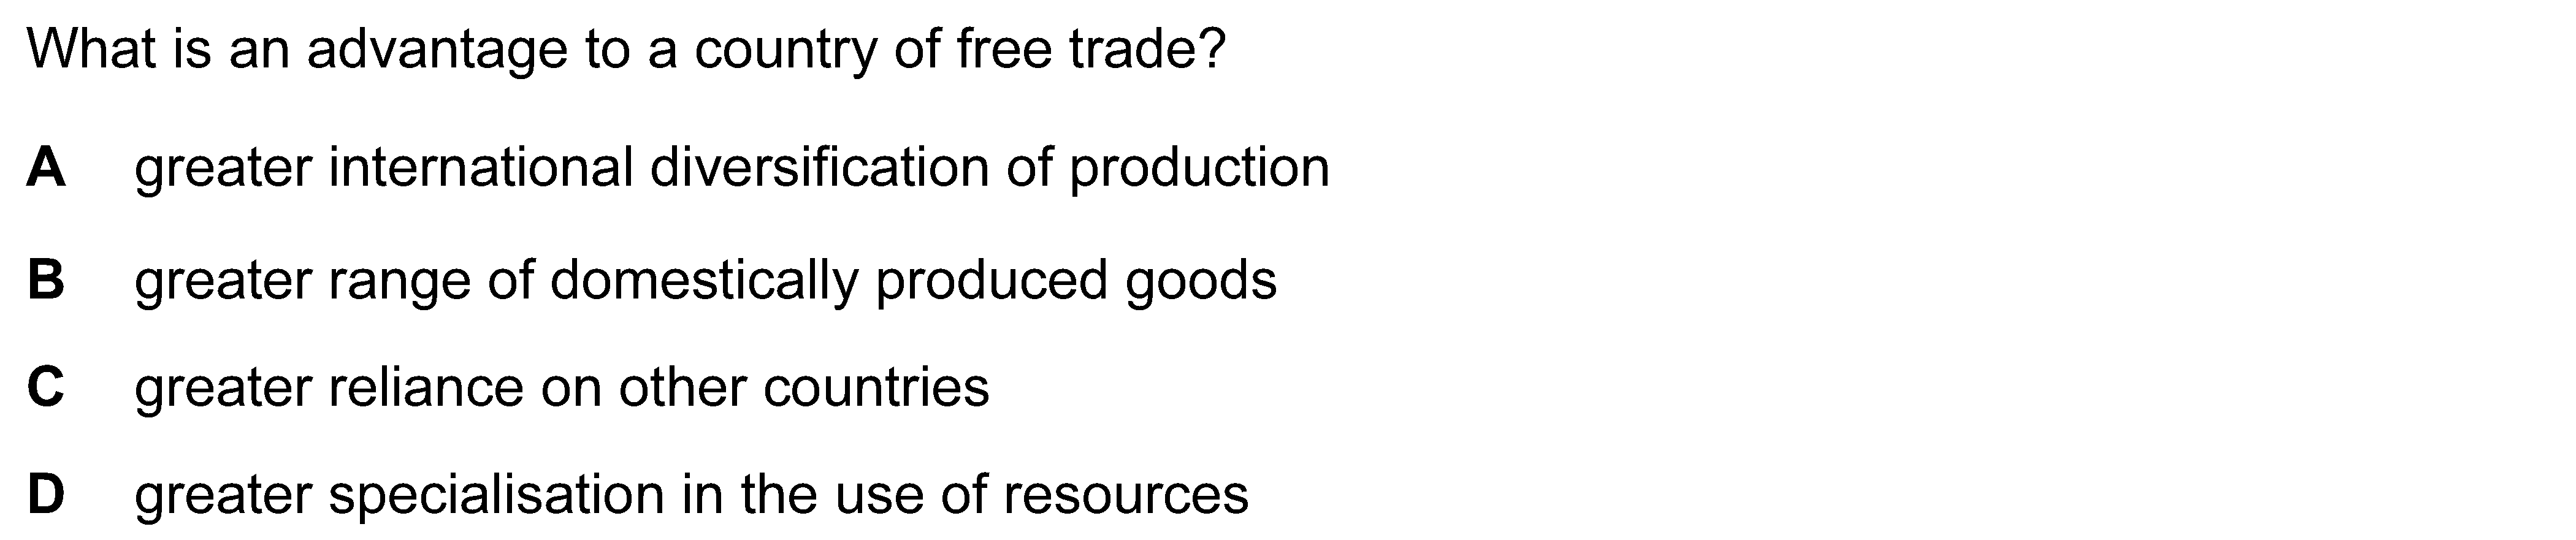 What is an advantage to a country of free trade?
A greater international diversification of production
B greater range of domestically produced goods
C greater reliance on other countries
D greater specialisation in the use of resources